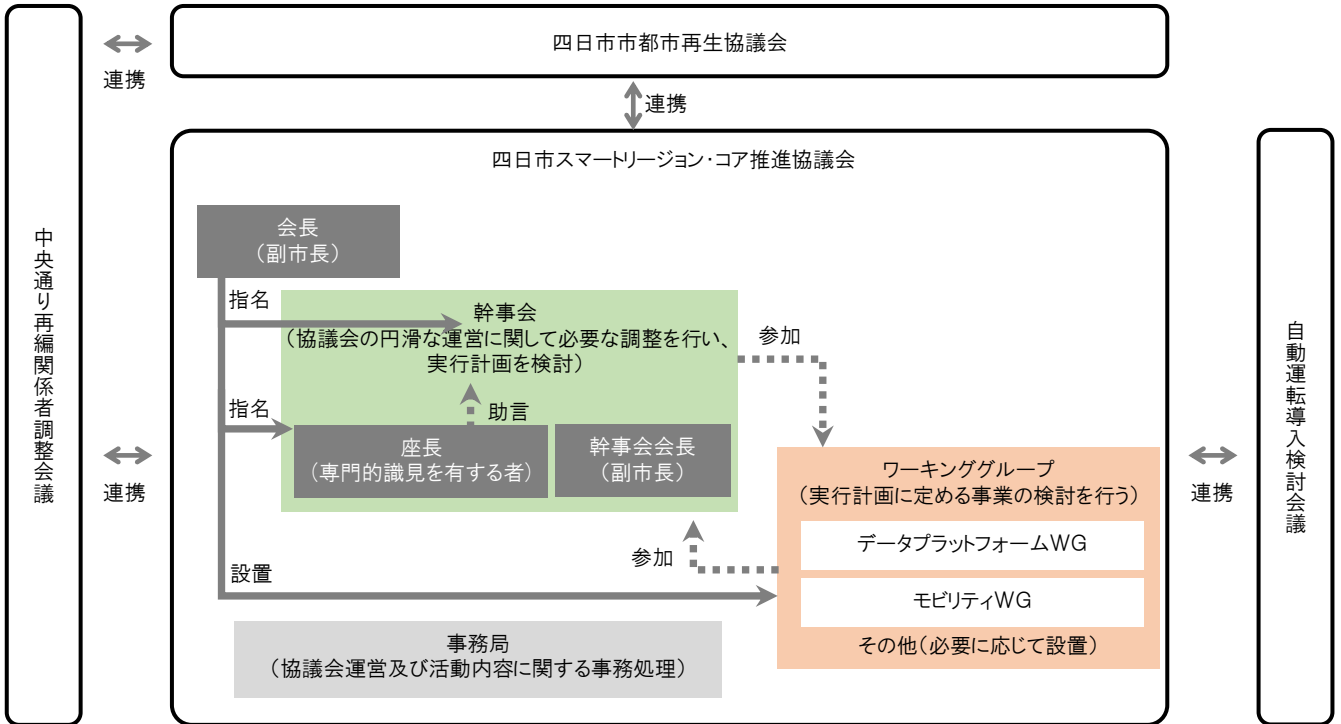 四日市市都市再生協議会
連携
連携
四日市スマートリージョン・コア推進協議会
中央通り再編関係者調整会議
会長
（副市長）
指名
幹事会
（協議会の円滑な運営に関して必要な調整を行い、
実行計画を検討）
参加
指名
助言
座長
（専門的識見を有する者）
幹事会会長
（副市長）
連携
ワーキンググループ
（実行計画に定める事業の検討を行う）
データプラットフォームWG
モビリティWG
その他（必要に応じて設置）
参加
設置
事務局
（協議会運営及び活動内容に関する事務処理）
連携
自動運転導入検討会議